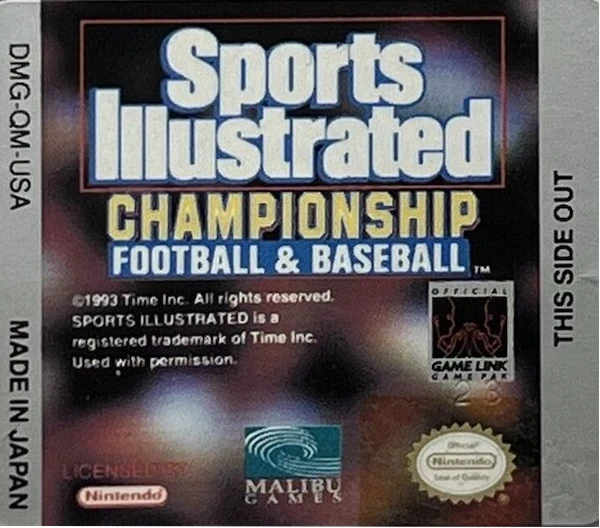 Sports
Illustrated
CHAMPIONSHIP
FOOTBALL & BASEBALL ™
©1993 Time Inc. All rights reserved.
SPORTS ILLUSTRATED is a
registered trademark of Time Inc.
Used with permission.
OFFICIAL
GAME LINK
GAME PAK
LICENSED BY
Nintendo
MALIBU
GAMES
Official
Nintendo
Seal of Quality
DMG-QM-USA
MADE IN JAPAN
THIS SIDE OUT